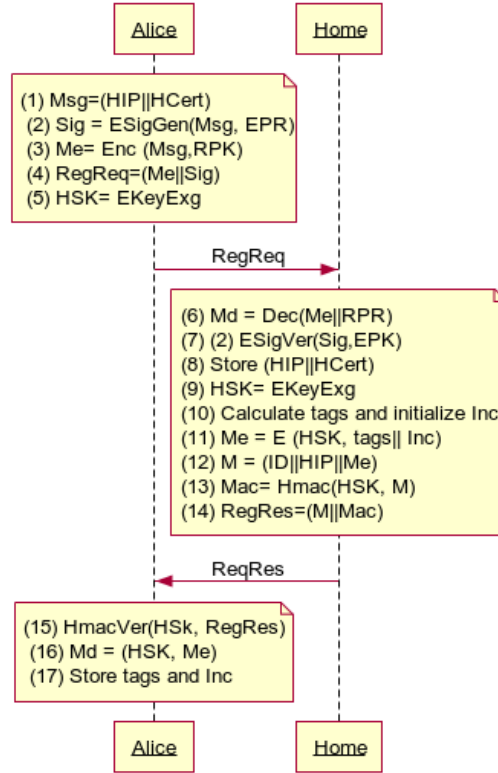 Alice
Home
(1) Msg=(HIP||HCert)
(2) Sig = ESigGen(Msg, EPR)
(3) Me= Enc (Msg,RPK)
(4) RegReq=(Me||Sig)
(5) HSK= EKeyExg
RegReq
(6) Md = Dec(Me||RPR)
(7) (2) ESigVer(Sig,EPK)
(8) Store (HIP||HCert)
(9) HSK= EKeyExg
(10) Calculate tags and initialize Inc
(11) Me = E (HSK, tags|| Inc)
(12) M = (ID||HIP||Me)
(13) Mac= Hmac(HSK, M)
(14) RegRes=(M||Mac)
ReqRes
(15) HmacVer(HSk, RegRes)
(16) Md = (HSK, Me)
(17) Store tags and Inc
Alice
Home